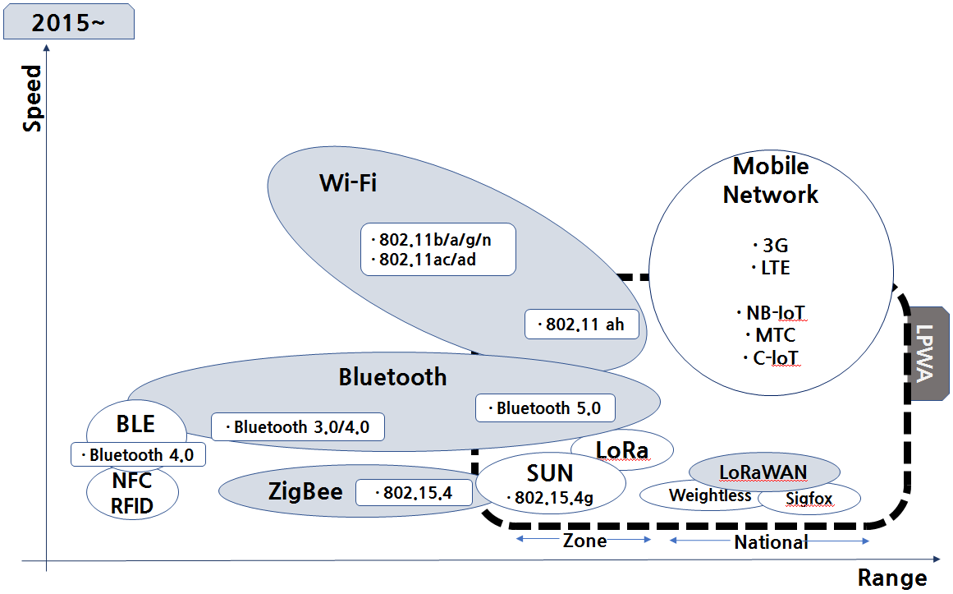 2015~
Speed
Wi-Fi
· 802.11b/a/g/n
· 802.11ac/ad
· 802.11 ah
Mobile
Network
· 3G
· LTE
· NB-IoT
· MTC
· C-IoT
LPWA
Bluetooth
· Bluetooth 5.0
· Bluetooth 3.0/4.0
BLE
· Bluetooth 4.0
NFC
RFID
ZigBee
· 802.15.4
LoRa
SUN
· 802.15.4g
LoRaWAN
Weightless
Sigfox
Zone
National
Range